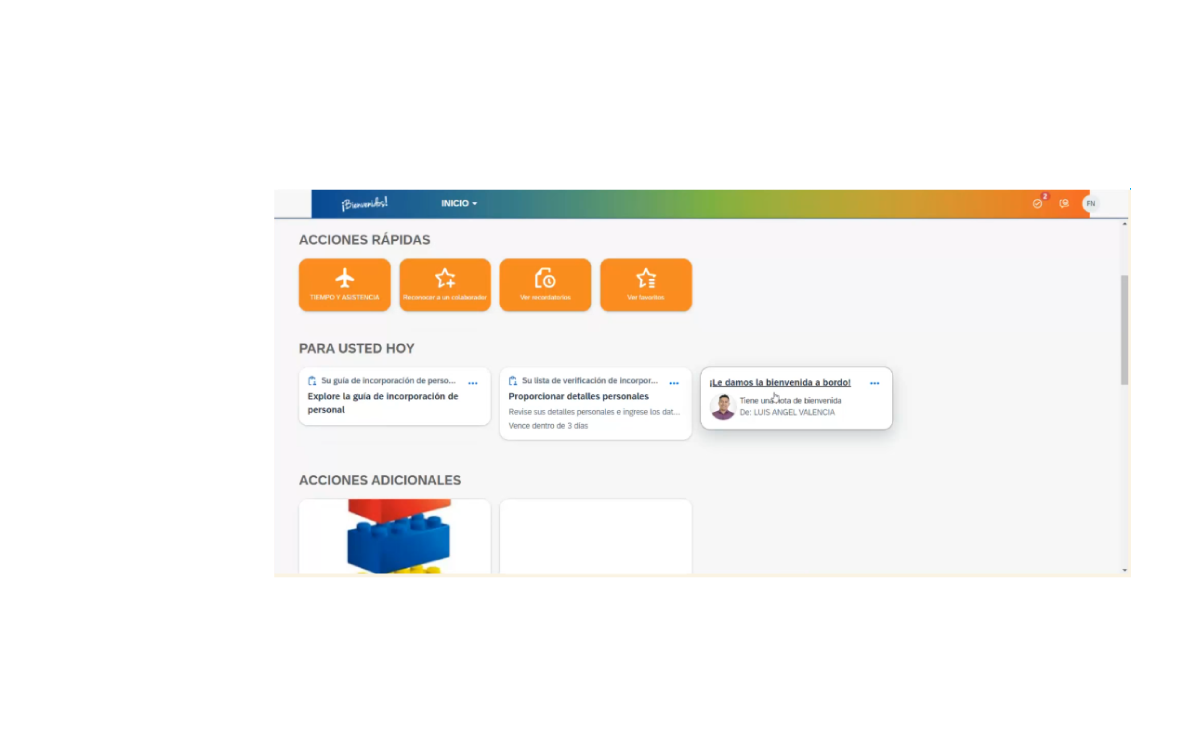 ¡Bienvenidos!
INICIO
2
FN
ACCIONES RÁPIDAS
TIEMPO Y ASISTENCIA
Reconocer a un colaborador
Ver recordatorios
Ver favoritos
PARA USTED HOY
Su guía de incorporación de perso...
Explore la guía de incorporación de
personal
Su lista de verificación de incorpor...
Proporcionar detalles personales
Revise sus detalles personales e ingrese los dat...
Vence dentro de 3 días
¡Le damos la bienvenida a bordo!
Tiene una nota de bienvenida
De: LUIS ANGEL VALENCIA
ACCIONES ADICIONALES